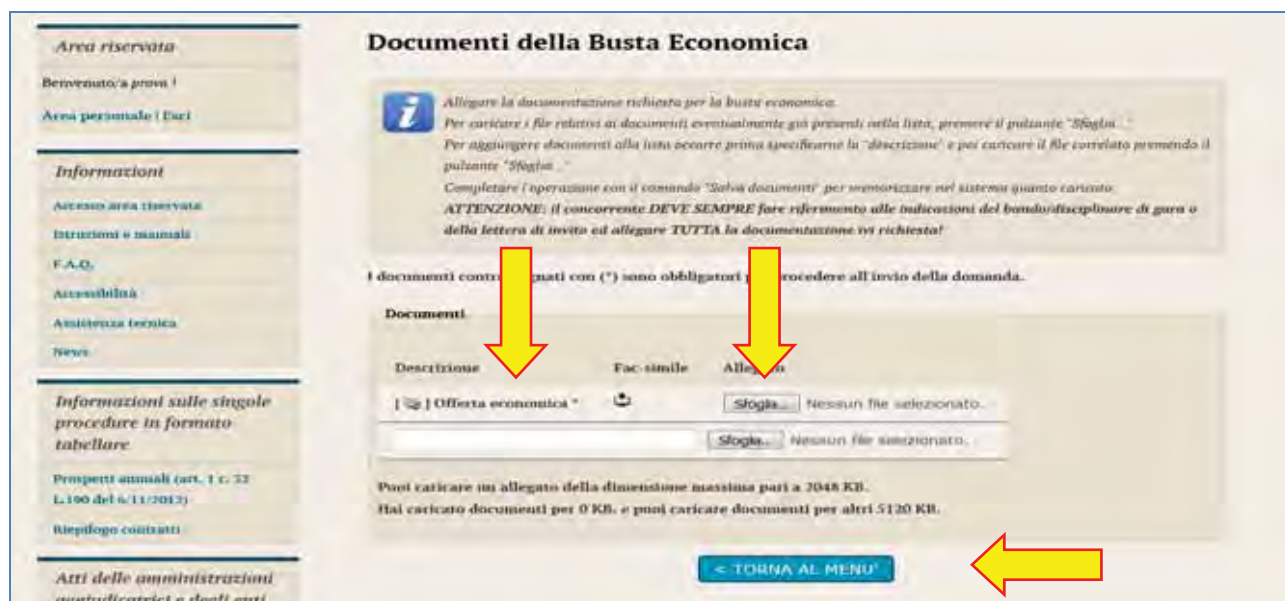 Area riservata
Benvenuto/a prova !
Area personale | Esci
Informazioni
Accesso area riservata
Istruzioni e manuali
F.A.Q.
Accessibilità
Assistenza tecnica
News
Informazioni sulle singole
procedure in formato
tabellare
Prospetti annuali (art. 1 c. 32
L.190 del 6/11/2012)
Riepilogo contratti
Atti delle amministrazioni
aggiudicatrici e degli enti
Documenti della Busta Economica
Allegare la documentazione richiesta per la busta economica.
Per caricare i file relativi ai documenti eventualmente già presenti nella lista, premere il pulsante "Sfoglia..."
Per aggiungere documenti alla lista occorre prima specificarne la "descrizione" e poi caricare il file correlato premendo il
pulsante "Sfoglia..."
Completare l'operazione con il comando "Salva documenti" per memorizzare nel sistema quanto caricato.
ATTENZIONE: il concorrente DEVE SEMPRE fare riferimento alle indicazioni del bando/disciplinare di gara o
della lettera di invito ed allegare TUTTA la documentazione ivi richiesta!
I documenti con (*) sono obbligatori procedere all'invio della domanda.
Documenti
Descrizione Fac-simile
[ ] Offerta economica * Sfoglia... Nessun file selezionato.
Sfoglia... Nessun file selezionato.
Puoi caricare un allegato della dimensione massima pari a 2048 KB.
Hai caricato documenti per 0 KB. e puoi caricare documenti per altri 5120 KB.
< TORNA AL MENU'